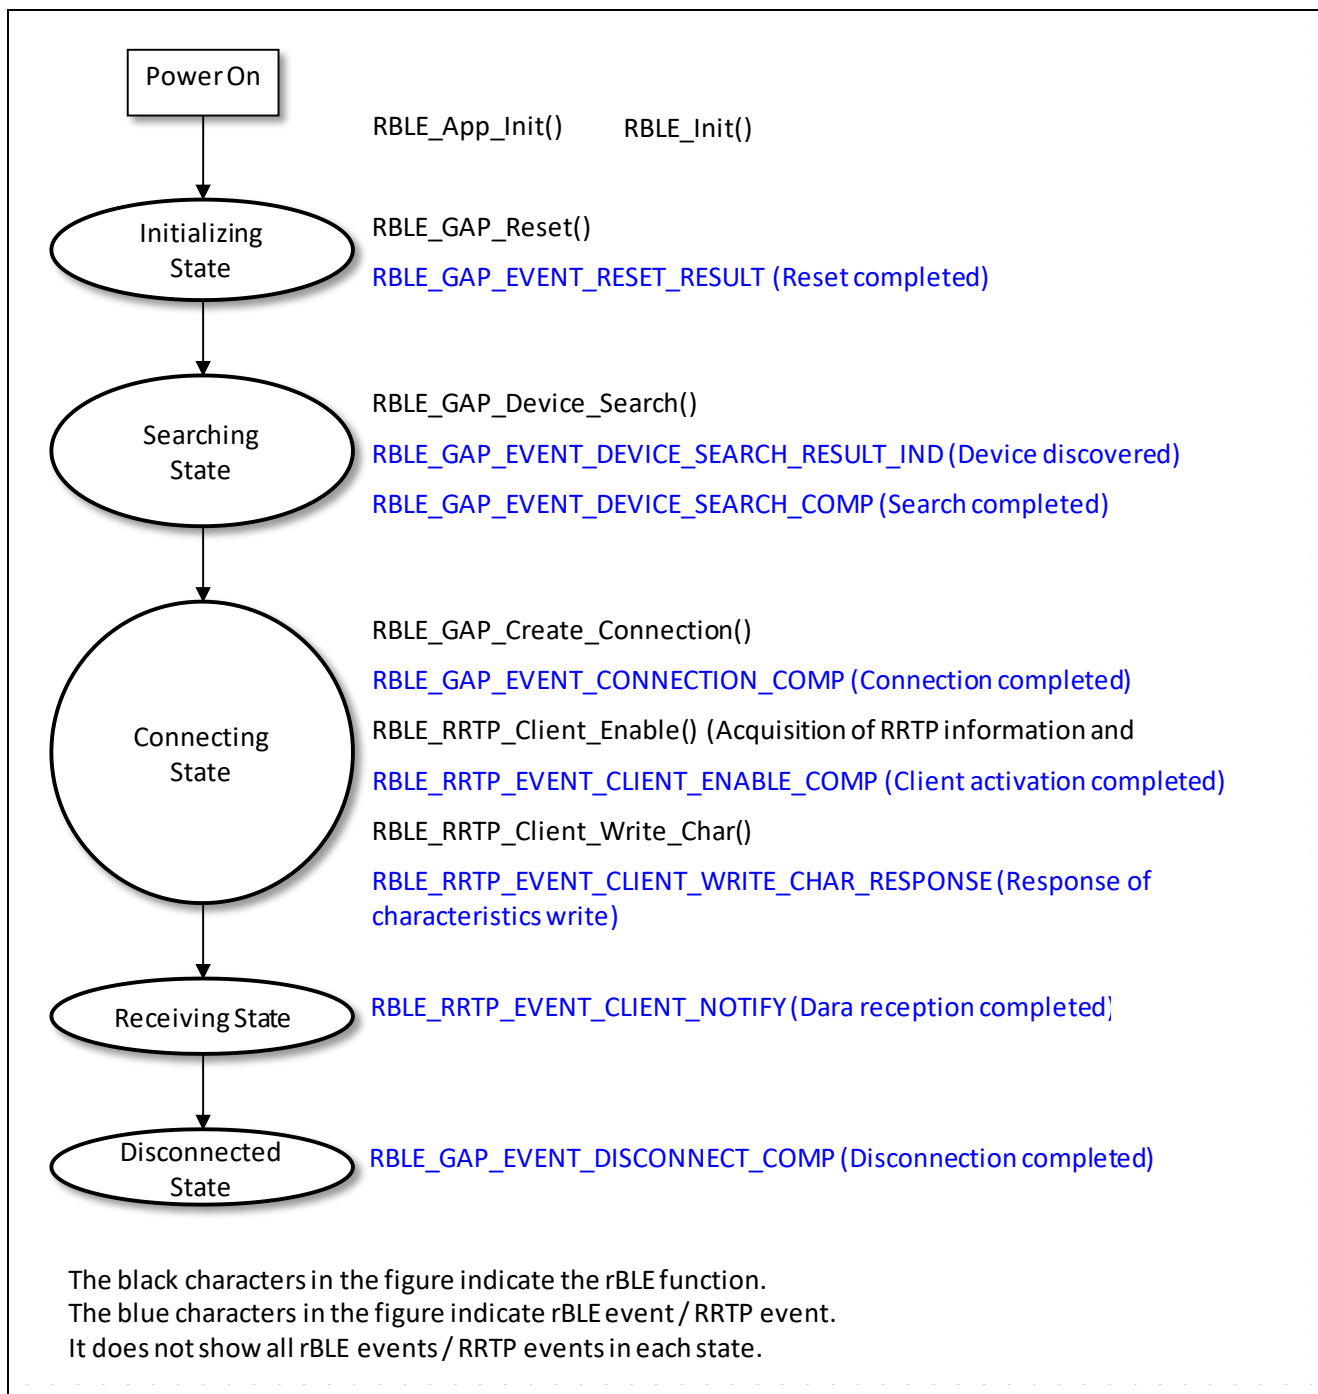 Power On
RBLE_App_Init() RBLE_Init()
Initializing
State
RBLE_GAP_Reset()
RBLE_GAP_EVENT_RESET_RESULT (Reset completed)
Searching
State
RBLE_GAP_Device_Search()
RBLE_GAP_EVENT_DEVICE_SEARCH_RESULT_IND (Device discovered)
RBLE_GAP_EVENT_DEVICE_SEARCH_COMP (Search completed)
Connecting
State
RBLE_GAP_Create_Connection()
RBLE_GAP_EVENT_CONNECTION_COMP (Connection completed)
RBLE_RRTP_Client_Enable() (Acquisition of RRTP information and
RBLE_RRTP_EVENT_CLIENT_ENABLE_COMP (Client activation completed)
RBLE_RRTP_Client_Write_Char()
RBLE_RRTP_EVENT_CLIENT_WRITE_CHAR_RESPONSE (Response of
characteristics write)
Receiving State
RBLE_RRTP_EVENT_CLIENT_NOTIFY (Dara reception completed)
Disconnected
State
RBLE_GAP_EVENT_DISCONNECT_COMP (Disconnection completed)
The black characters in the figure indicate the rBLE function.
The blue characters in the figure indicate rBLE event / RRTP event.
It does not show all rBLE events / RRTP events in each state.